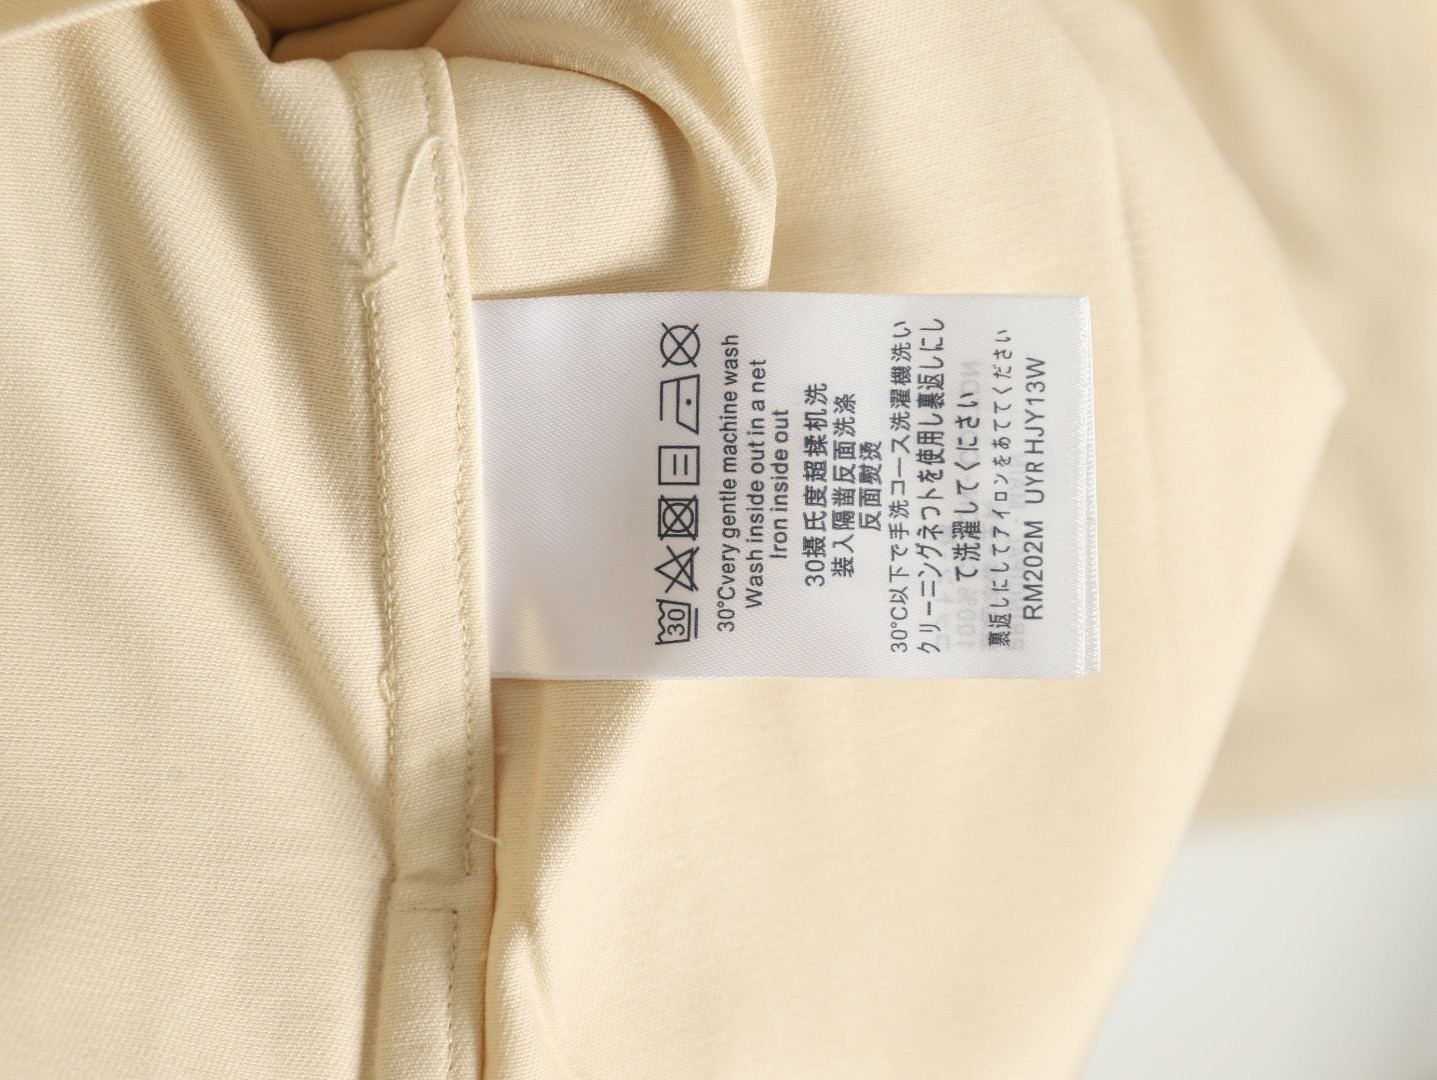 30
30°Cvery gentle machine wash
Wash inside out in a net
Iron inside out
30摄氏度超揉机洗
装入隔凿反面洗涤
反面熨烫
30°C以下で手洗コース洗濯機洗い
クリーニングネつトを使用し裏返しにし
て洗濯してくにさい
裏返しにしてアイロンをあててください
RM202M UYRHJY13W